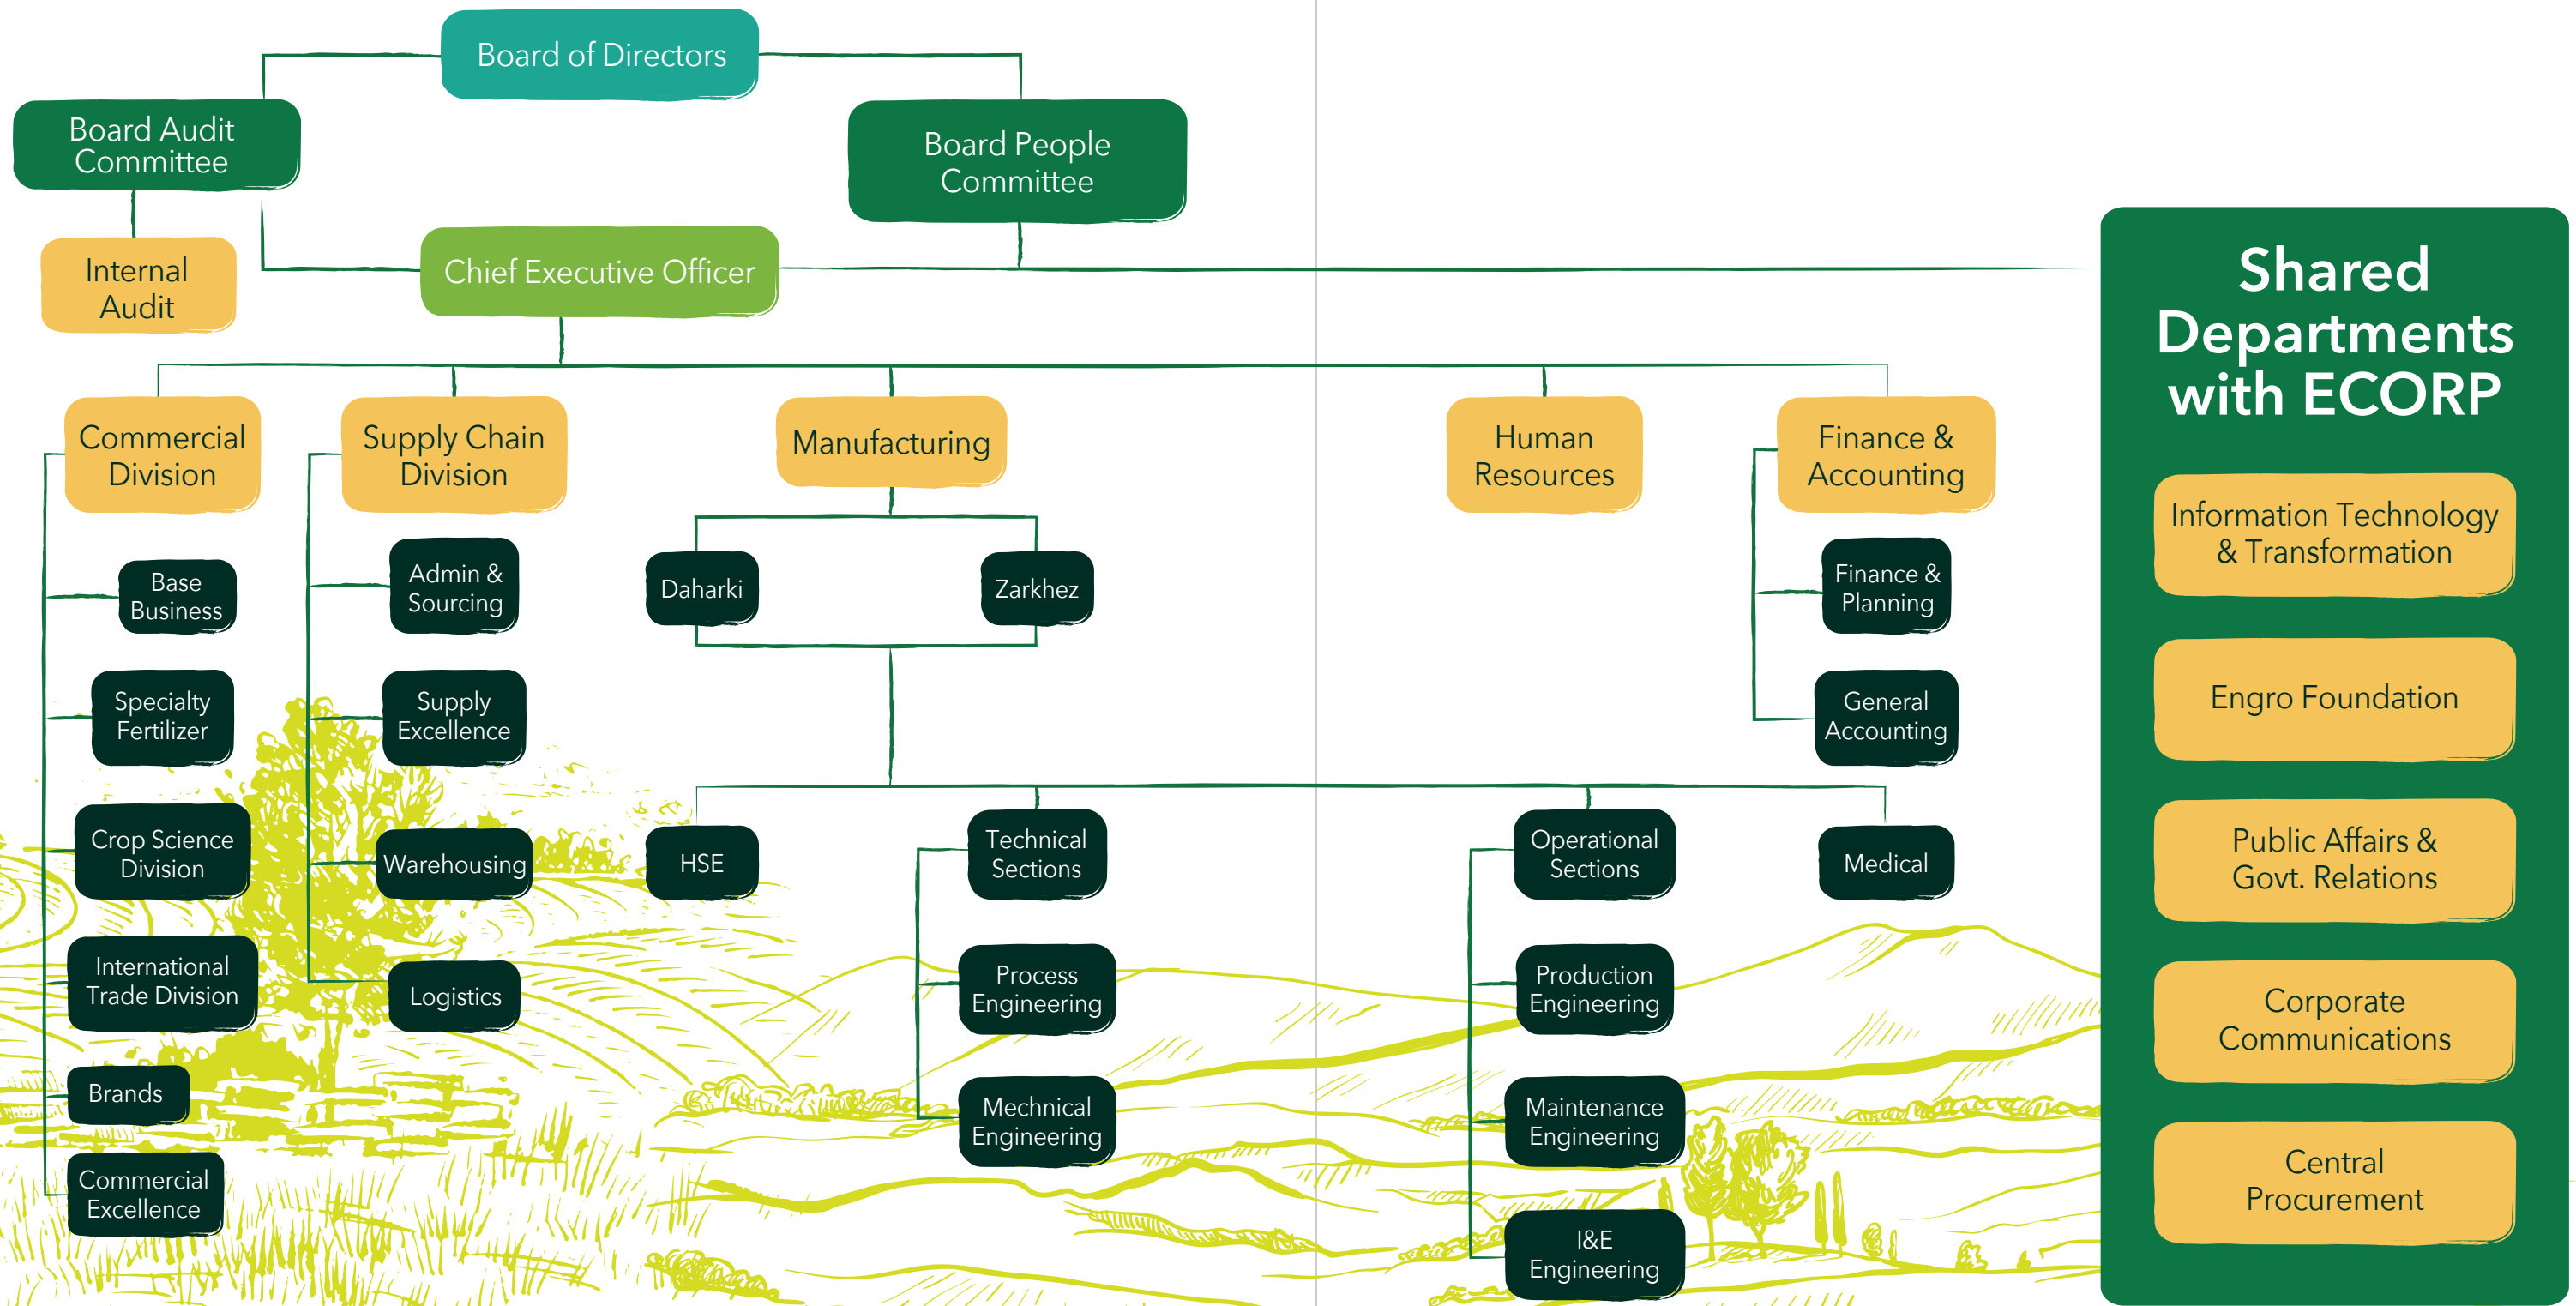 Board of Directors
Board Audit
Committee
Board People
Committee
Internal
Audit
Chief Executive Officer
Commercial
Division
Supply Chain
Division
Manufacturing
Human
Resources
Finance &
Accounting
Base
Business
Specialty
Fertilizer
Crop Science
Division
International
Trade Division
Brands
Commercial
Excellence
Admin &
Sourcing
Supply
Excellence
Warehousing
Logistics
Daharki
Zarkhez
HSE
Technical
Sections
Process
Engineering
Mechnical
Engineering
Operational
Sections
Production
Engineering
Maintenance
Engineering
I&E
Engineering
Medical
Finance &
Planning
General
Accounting
Shared
Departments
with ECORP
Information Technology
& Transformation
Engro Foundation
Public Affairs &
Govt. Relations
Corporate
Communications
Central
Procurement